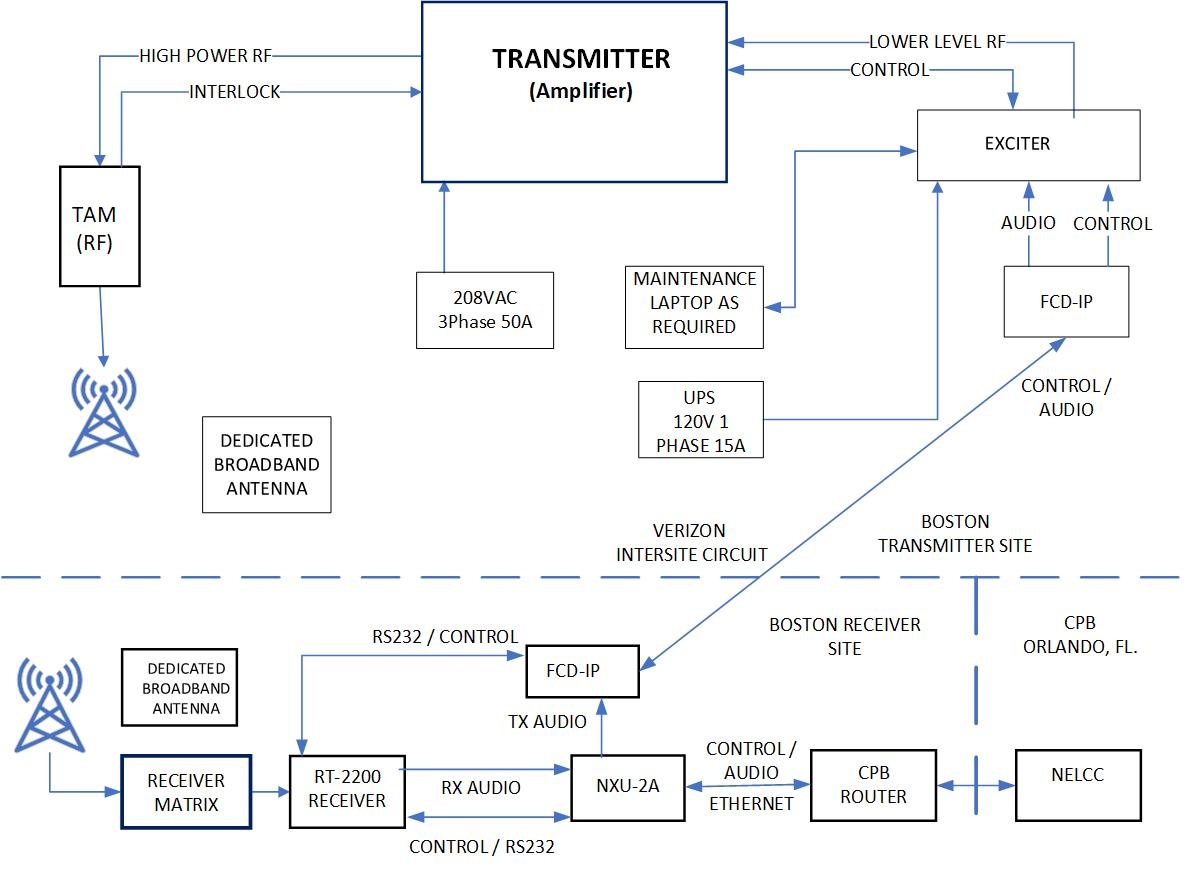 HIGH POWER RF
INTERLOCK
TRANSMITTER
(Amplifier)
LOWER LEVEL RF
CONTROL
EXCITER
TAM
(RF)
AUDIO
CONTROL
208VAC
3Phase 50A
MAINTENANCE
LAPTOP AS
REQUIRED
FCD-IP
UPS
120V 1
PHASE 15A
CONTROL /
AUDIO
DEDICATED
BROADBAND
ANTENNA
VERIZON
INTERSITE CIRCUIT
BOSTON
TRANSMITTER SITE
RS232 / CONTROL
BOSTON RECEIVER
SITE
CPB
ORLANDO, FL.
DEDICATED
BROADBAND
ANTENNA
FCD-IP
TX AUDIO
RECEIVER
MATRIX
RT-2200
RECEIVER
RX AUDIO
CONTROL / RS232
NXU-2A
CONTROL /
AUDIO
ETHERNET
CPB
ROUTER
NELCC